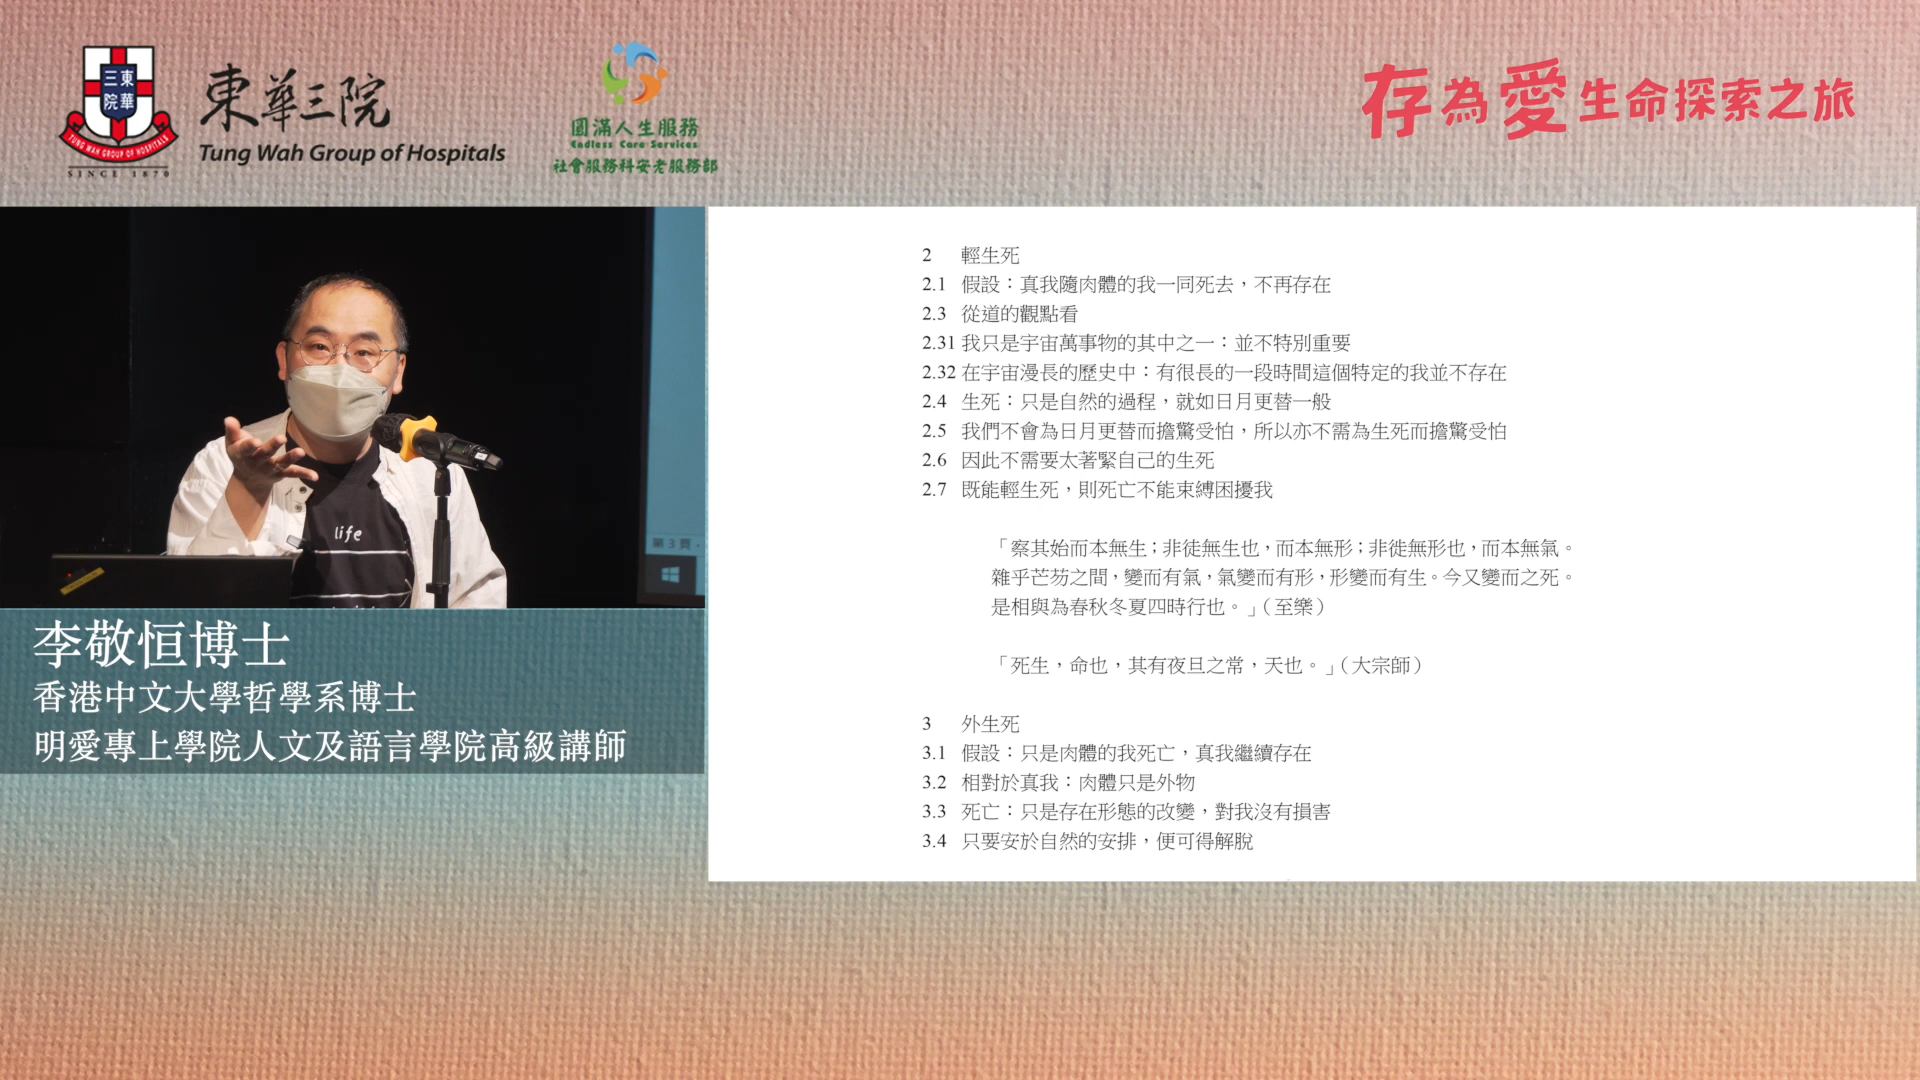 東華三院
東華三院
Tung Wah Group of Hospitals
TUNG WAH GROUP OF HOSPITALS
SINCE 1870
圓滿人生服務
Endless Care Services
社會服務科安老服務部
存為愛生命探索之旅
life
第 3 頁，
李敬恒博士
香港中文大學哲學系博士
明愛專上學院人文及語言學院高級講師
2 輕生死
2.1 假設：真我隨肉體的我一同死去，不再存在
2.3 從道的觀點看
2.31 我只是宇宙萬事物的其中之一：並不特別重要
2.32 在宇宙漫長的歷史中：有很長的一段時間這個特定的我並不存在
2.4 生死：只是自然的過程，就如日月更替一般
2.5 我們不會為日月更替而擔驚受怕，所以亦不需為生死而擔驚受怕
2.6 因此不需要太著緊自己的生死
2.7 既能輕生死，則死亡不能束縛困擾我
「察其始而本無生；非徒無生也，而本無形；非徒無形也，而本無氣。
雜乎芒芴之間，變而有氣，氣變而有形，形變而有生。今又變而之死。
是相與為春秋冬夏四時行也。」（至樂）
「死生，命也，其有夜旦之常，天也。」（大宗師）
3 外生死
3.1 假設：只是肉體的我死亡，真我繼續存在
3.2 相對於真我：肉體只是外物
3.3 死亡：只是存在形態的改變，對我沒有損害
3.4 只要安於自然的安排，便可得解脫